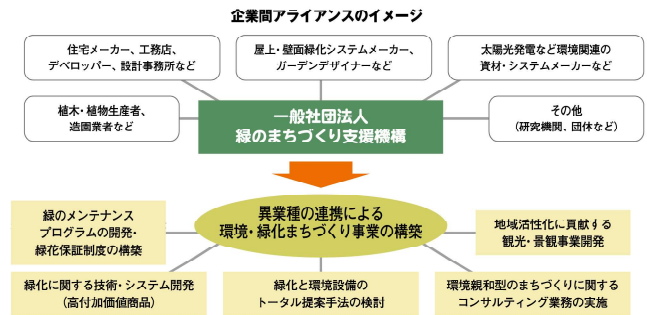 企業間アライアンスのイメージ
住宅メーカー、工務店、
デベロッパー、設計事務所など
屋上・壁面緑化システムメーカー、
ガーデンデザイナーなど
太陽光発電など環境関連の
資材・システムメーカーなど
植木・植物生産者、
造園業者など
一般社団法人
緑のまちづくり支援機構
その他
(研究機関、団体など)
異業種の連携による
環境・緑化まちづくり事業の構築
緑のメンテナンス
プログラムの開発・
緑化保証制度の構築
地域活性化に貢献する
観光・景観事業開発
緑化に関する技術・システム開発
(高付加価値商品)
緑化と環境設備の
トータル提案手法の検討
環境親和型のまちづくりに関する
コンサルティング業務の実施